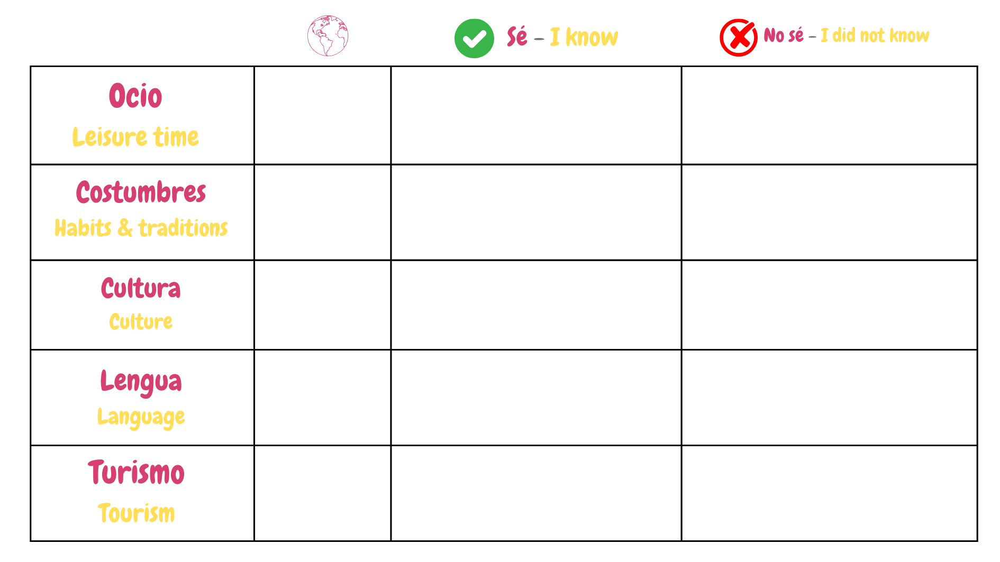 Sé – I know
No sé – I did not know
Ocio
Leisure time
Costumbres
Habits & traditions
Cultura
Culture
Lengua
Language
Turismo
Tourism